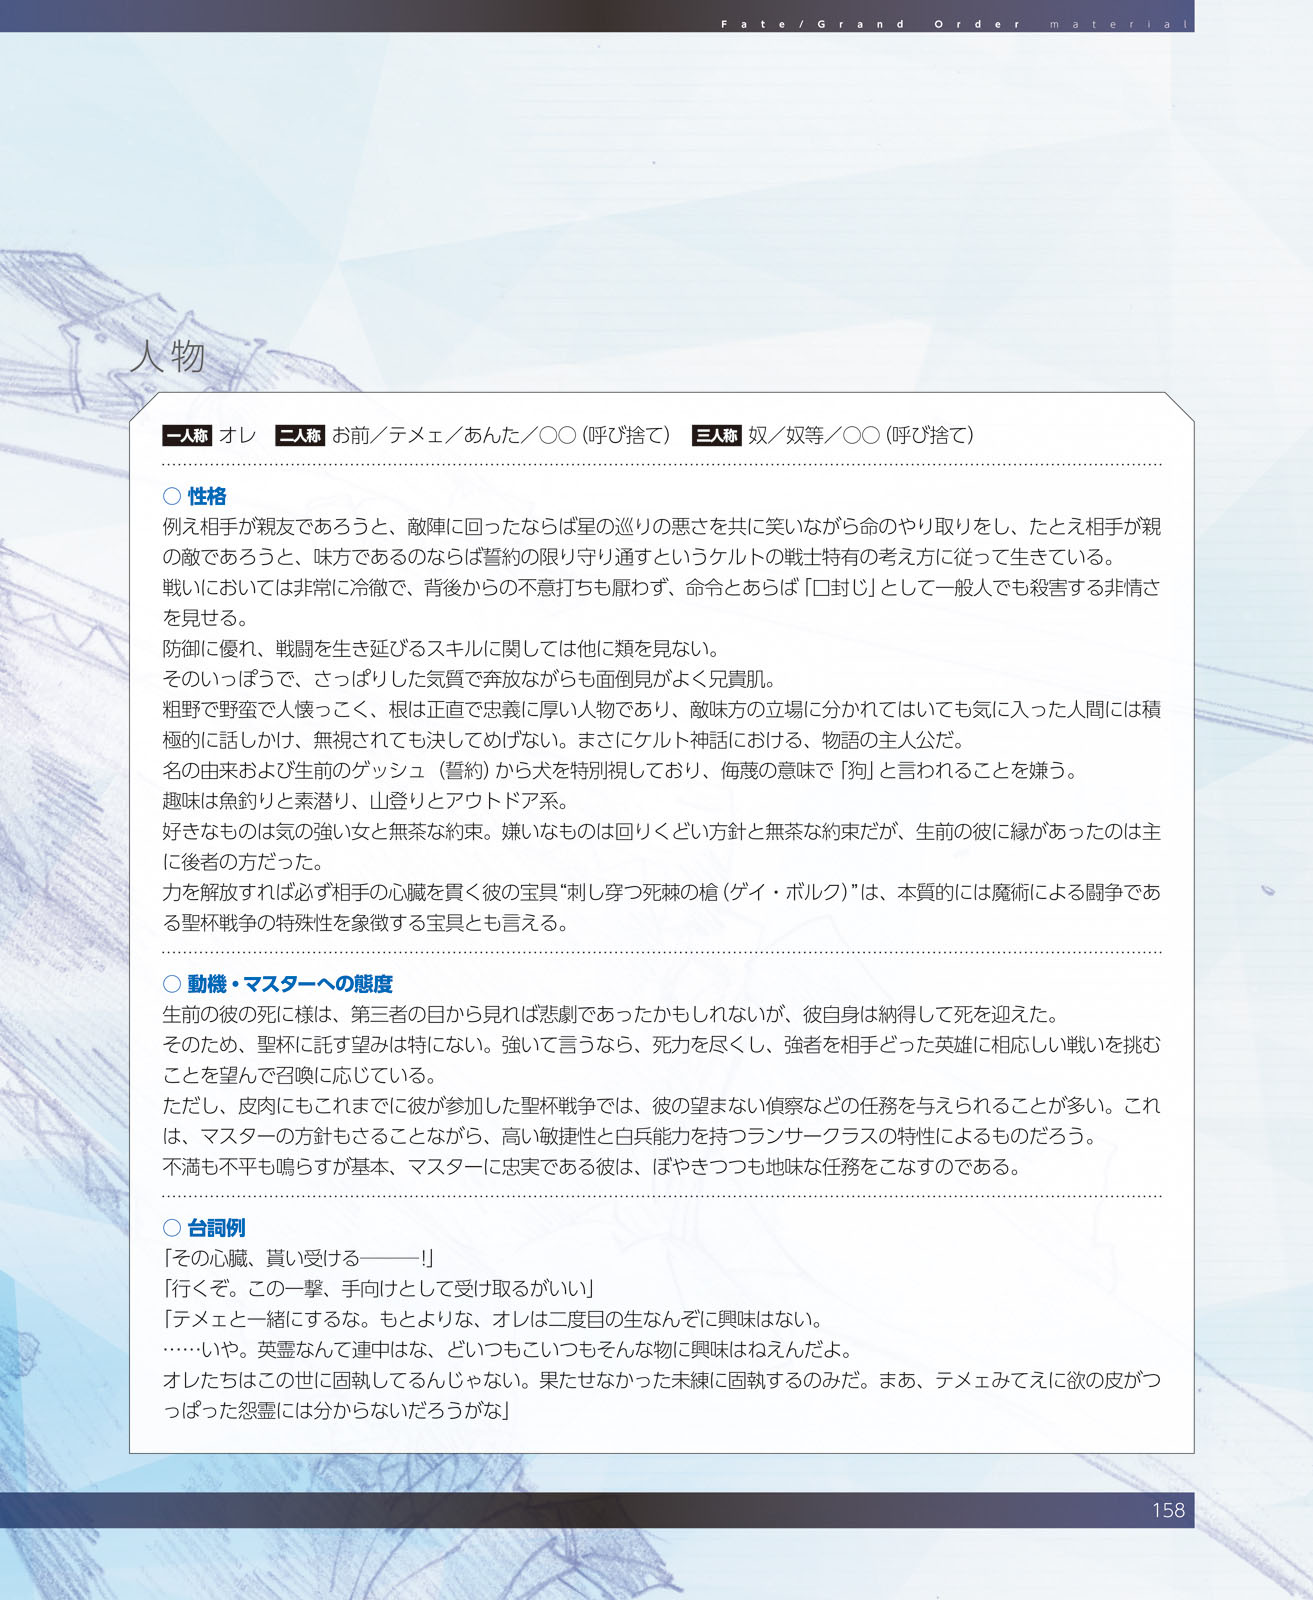 Fate/Grand Order material
人物
一人称 オレ 二人称 お前／テメェ／あんた／○○（呼び捨て） 三人称 奴／奴等／○○（呼び捨て）
○ 性格
例え相手が親友であろうと、敵陣に回ったならば星の巡りの悪さを共に笑いながら命のやり取りをし、たとえ相手が親
の敵であろうと、味方であるのならば誓約の限り守り通すというケルトの戦士特有の考え方に従って生きている。
戦いにおいては非常に冷徹で、背後からの不意打ちも厭わず、命令とあらば「口封じ」として一般人でも殺害する非情さ
を見せる。
防御に優れ、戦闘を生き延びるスキルに関しては他に類を見ない。
そのいっぽうで、さっぱりした気質で奔放ながらも面倒見がよく兄貴肌。
粗野で野蛮で人懐っこく、根は正直で忠義に厚い人物であり、敵味方の立場に分かれてはいても気に入った人間には積
極的に話しかけ、無視されても決してめげない。まさにケルト神話における、物語の主人公だ。
名の由来および生前のゲッシュ（誓約）から犬を特別視しており、侮蔑の意味で「狗」と言われることを嫌う。
趣味は魚釣りと素潜り、山登りとアウトドア系。
好きなものは気の強い女と無茶な約束。嫌いなものは回りくどい方針と無茶な約束だが、生前の彼に縁があったのは主
に後者の方だった。
力を解放すれば必ず相手の心臓を貫く彼の宝具“刺し穿つ死棘の槍（ゲイ・ボルク）”は、本質的には魔術による闘争であ
る聖杯戦争の特殊性を象徴する宝具とも言える。
○ 動機・マスターへの態度
生前の彼の死に様は、第三者の目から見れば悲劇であったかもしれないが、彼自身は納得して死を迎えた。
そのため、聖杯に託す望みは特にない。強いて言うなら、死力を尽くし、強者を相手どった英雄に相応しい戦いを挑む
ことを望んで召喚に応じている。
ただし、皮肉にもこれまでに彼が参加した聖杯戦争では、彼の望まない偵察などの任務を与えられることが多い。これ
は、マスターの方針もさることながら、高い敏捷性と白兵能力を持つランサークラスの特性によるものだろう。
不満も不平も鳴らすが基本、マスターに忠実である彼は、ぼやきつつも地味な任務をこなすのである。
○ 台詞例
「その心臓、貰い受ける―――!」
「行くぞ。この一撃、手向けとして受け取るがいい」
「テメェと一緒にするな。もとよりな、オレは二度目の生なんぞに興味はない。
……いや。英霊なんて連中はな、どいつもこいつもそんな物に興味はねえんだよ。
オレたちはこの世に固執してるんじゃない。果たせなかった未練に固執するのみだ。まあ、テメェみてえに欲の皮がつ
っぱった怨霊には分からないだろうがな」
158